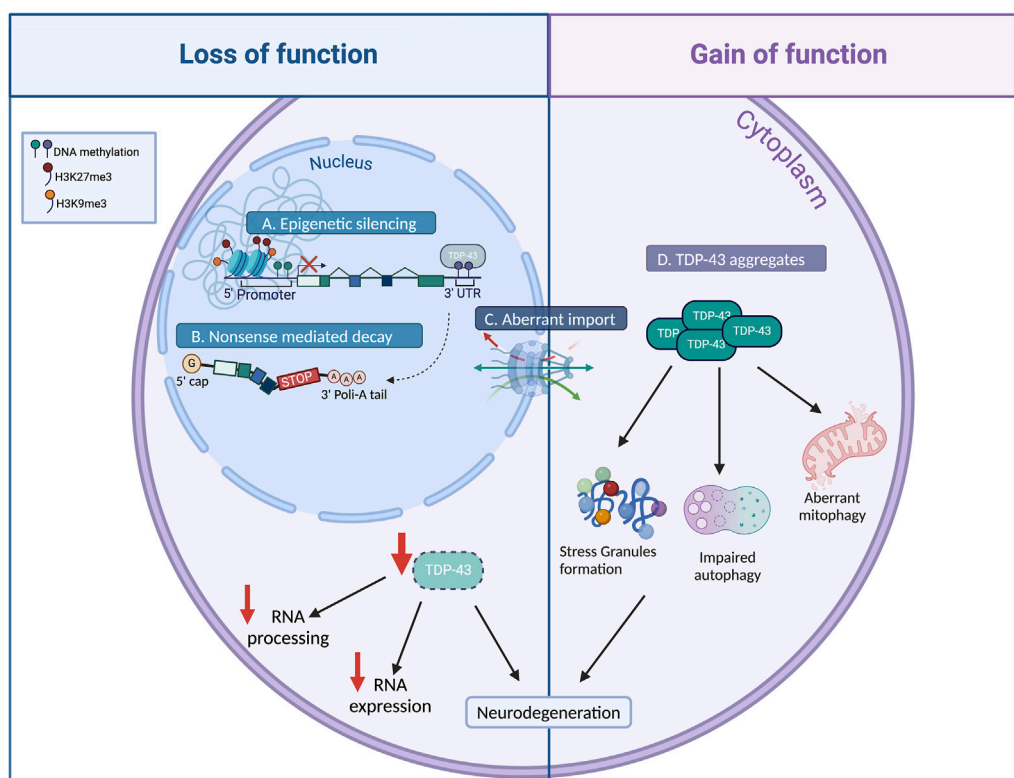 Loss of function
Gain of function
DNA methylation
H3K27me3
H3K9me3
Nucleus
Cytoplasm
A. Epigenetic silencing
TDP-43
5' Promoter
3' UTR
B. Nonsense mediated decay
G
5' cap
STOP
A A A
3' Poli-A tail
C. Aberrant import
D. TDP-43 aggregates
TDP-43
TDP
TDP-43
TDP-43
Stress Granules
formation
Impaired
autophagy
Aberrant
mitophagy
TDP-43
RNA
processing
RNA
expression
Neurodegeneration